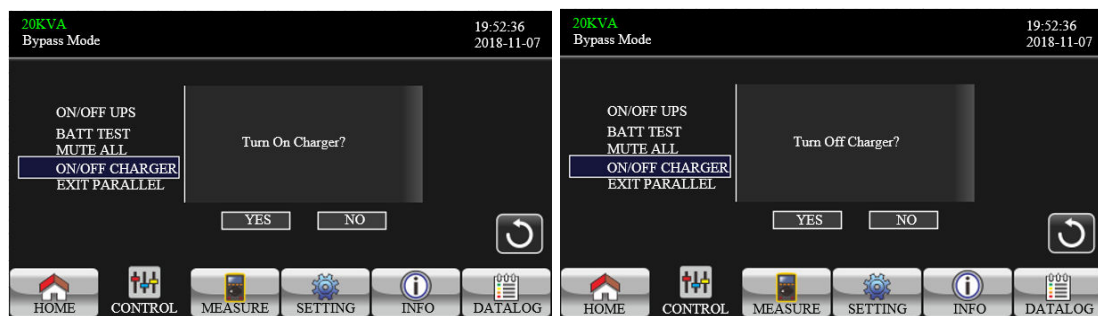 20KVA
Bypass Mode
19:52:36
2018-11-07
ON/OFF UPS
BATT TEST
MUTE ALL
ON/OFF CHARGER
EXIT PARALLEL
Turn On Charger?
YES NO
HOME CONTROL MEASURE SETTING INFO DATALOG
20KVA
Bypass Mode
19:52:36
2018-11-07
ON/OFF UPS
BATT TEST
MUTE ALL
ON/OFF CHARGER
EXIT PARALLEL
Turn Off Charger?
YES NO
HOME CONTROL MEASURE SETTING INFO DATALOG